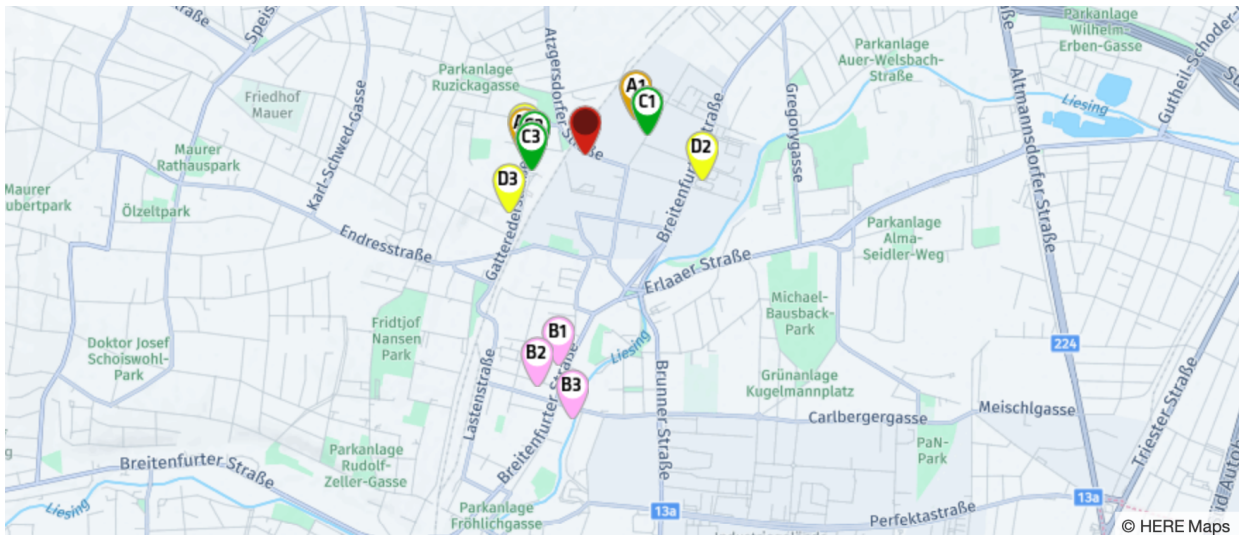 Speis
Atzgersdorfer Straße
Parkanlage
Wilhelm-
Erben-Gasse
Gutheil-Schoder-
Parkanlage
Auer-Welsbach-
Straße
Parkanlage
Ruzickagasse
Friedhof
Mauer
A1
C1
C3
D2
D3
Liesing
Altmannsdorfer Straße
Gregorygasse
Breitenfurter Straße
Karl-Schwed-Gasse
Maurer
Rathauspark
Maurer
ubertpark
Ölzeltpark
Endresstraße
Parkanlage
Alma-
Seidler-Weg
Erlaaer Straße
Michael-
Bausback-
Park
Fridtjof
Nansen
Park
Doktor Josef
Schoiswohl-
Park
B1
B2
B3
Liesing
224
Lastenstraße
Breitenfurter Straße
Brunner Straße
Grünanlage
Kugelmannplatz
Carlbergergasse
Meischlgasse
Triester Straße
PaN-
Park
Parkanlage
Rudolf-
Zeller-Gasse
Breitenfurter Straße
Liesing
Parkanlage
Fröhlichgasse
13a
13a
Perfektastraße
© HERE Maps